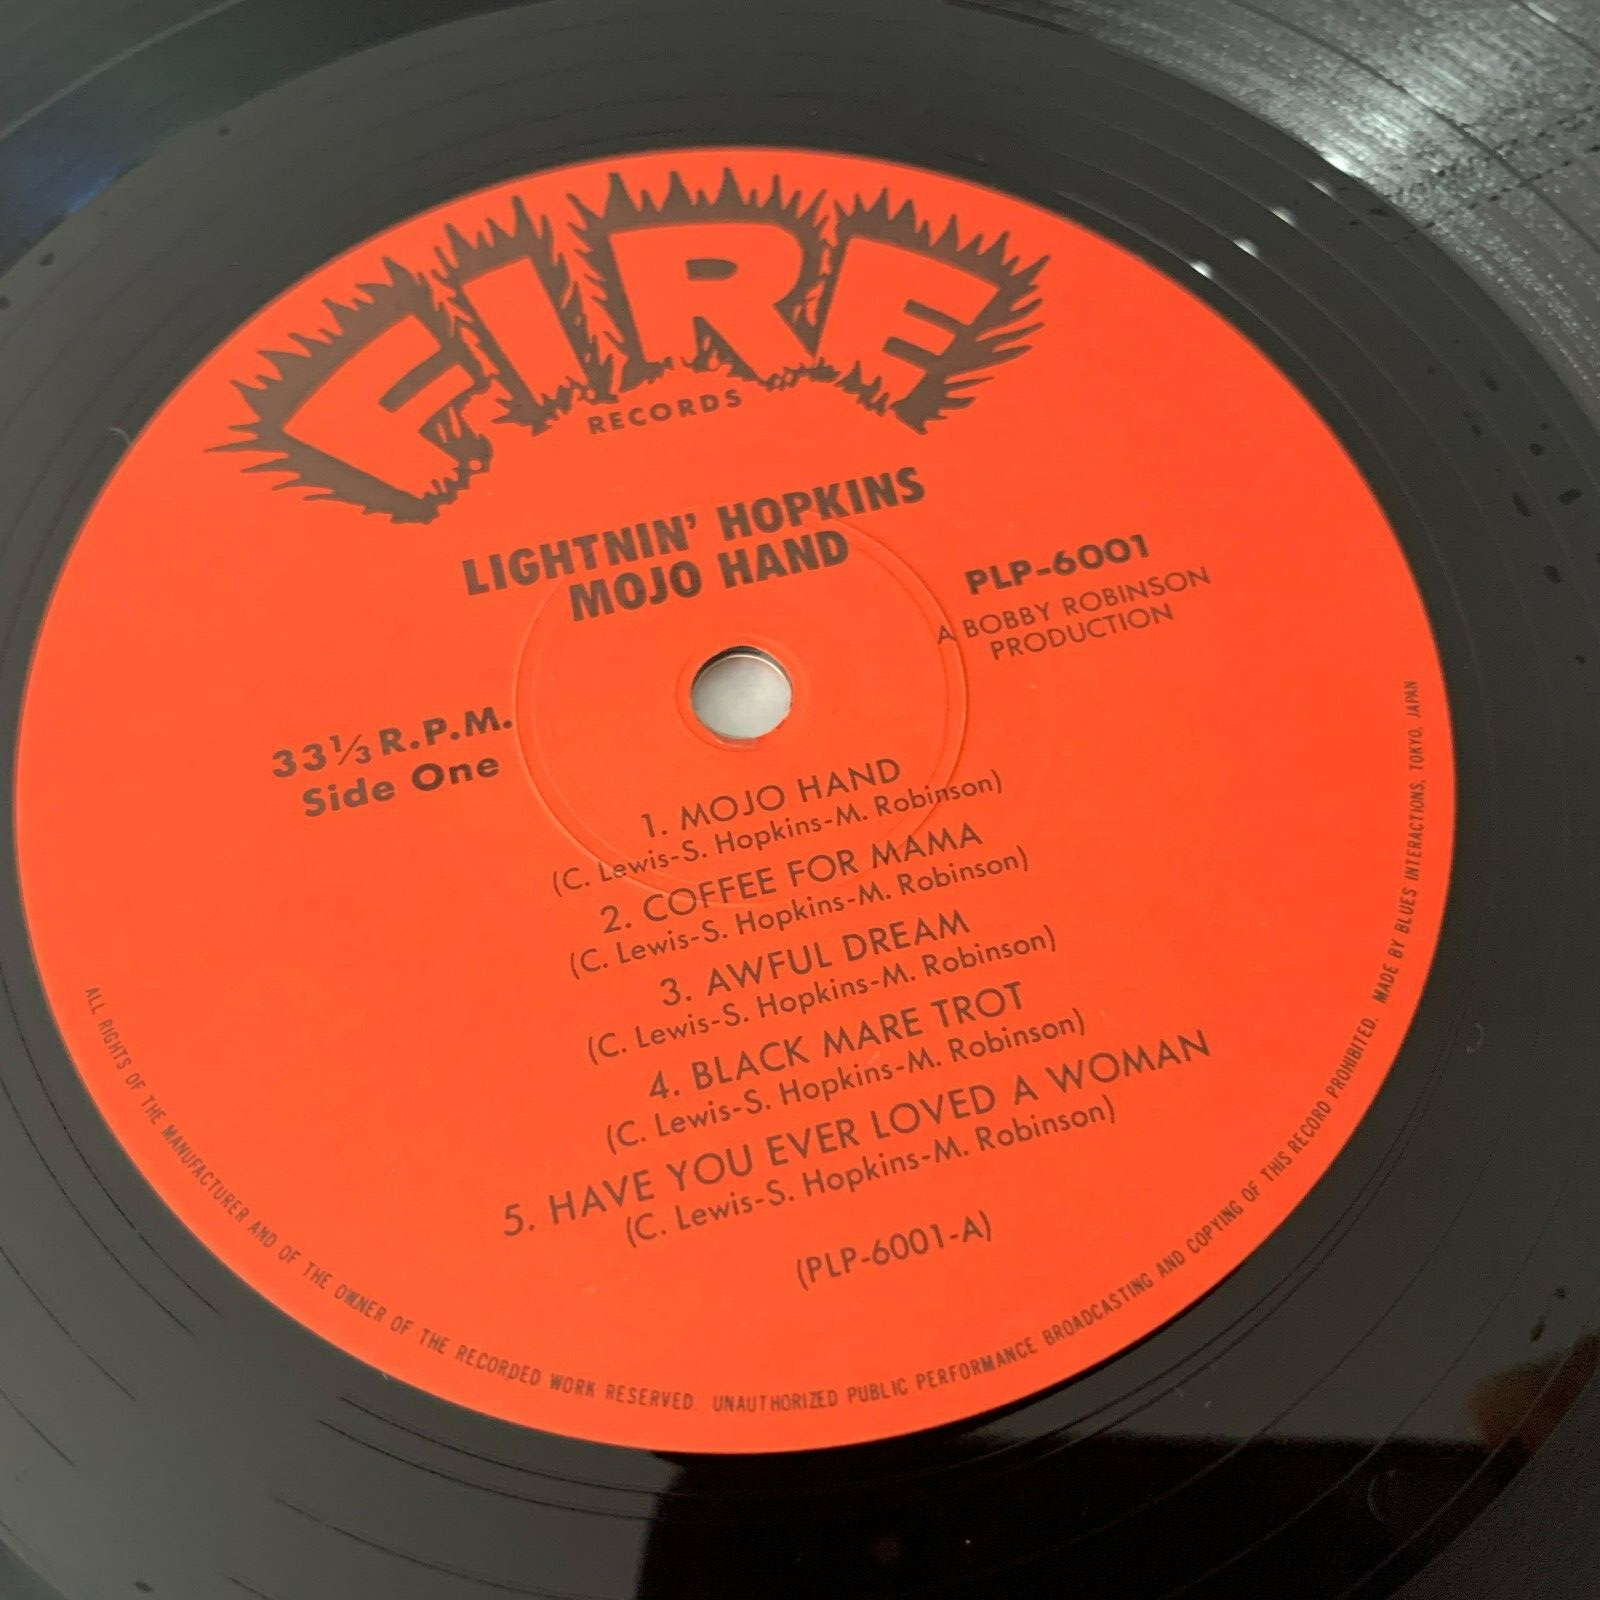 FIRE
RECORDS
LIGHTNIN' HOPKINS
MOJO HAND
PLP-6001
A BOBBY ROBINSON
PRODUCTION
33⅓ R.P.M.
Side One
1. MOJO HAND
(C. Lewis-S. Hopkins-M. Robinson)
2. COFFEE FOR MAMA
(C. Lewis-S. Hopkins-M. Robinson)
3. AWFUL DREAM
(C. Lewis-S. Hopkins-M. Robinson)
4. BLACK MARE TROT
(C. Lewis-S. Hopkins-M. Robinson)
5. HAVE YOU EVER LOVED A WOMAN
(C. Lewis-S. Hopkins-M. Robinson)
(PLP-6001-A)
ALL RIGHTS OF THE MANUFACTURER AND OF THE OWNER OF THE RECORDED WORK RESERVED. UNAUTHORIZED PUBLIC PERFORMANCE BROADCASTING AND COPYING OF THIS RECORD PROHIBITED. MADE BY BLUES INTERACTIONS, TOKYO, JAPAN